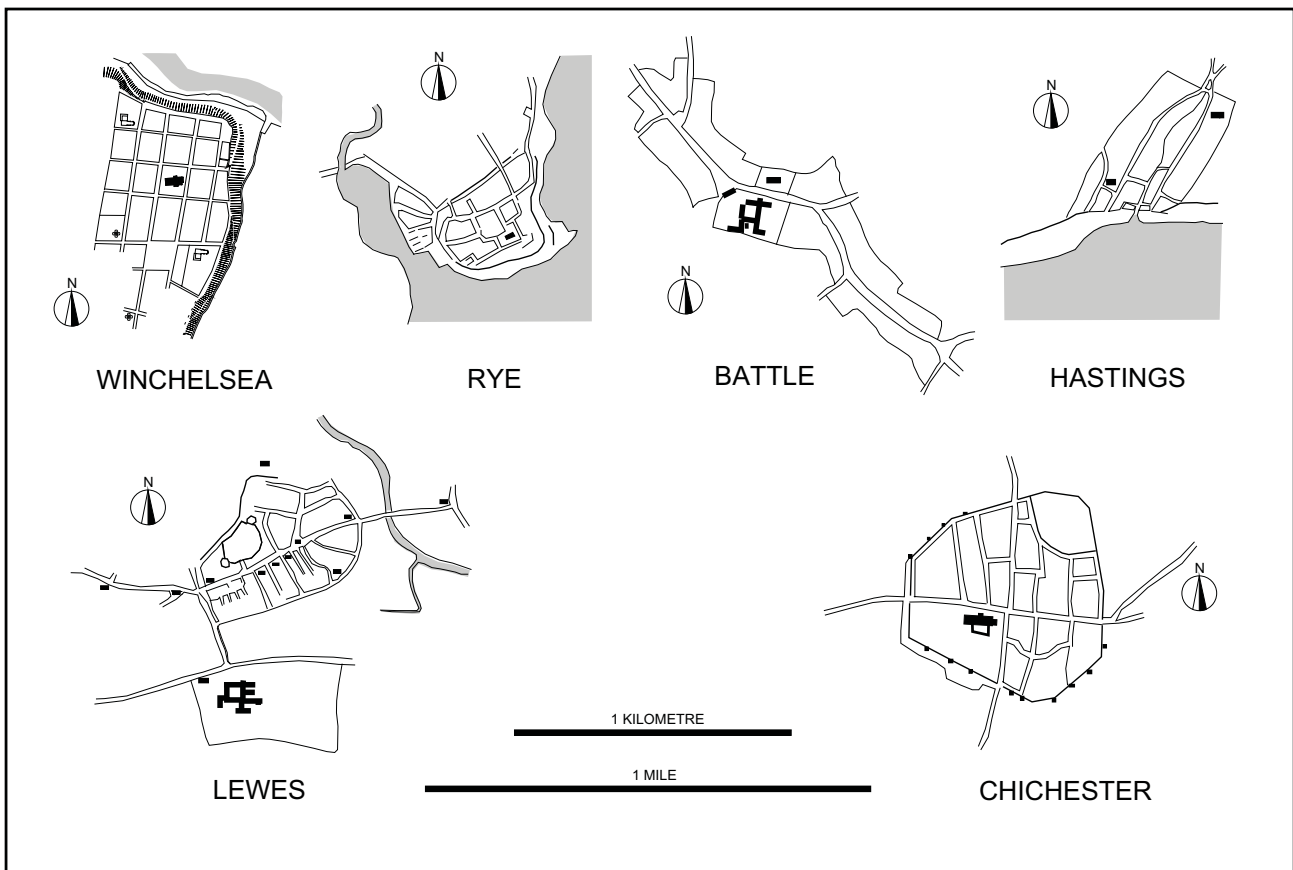 N
N
N
N
N
WINCHELSEA
RYE
BATTLE
HASTINGS
N
N
1 KILOMETRE
1 MILE
LEWES
CHICHESTER